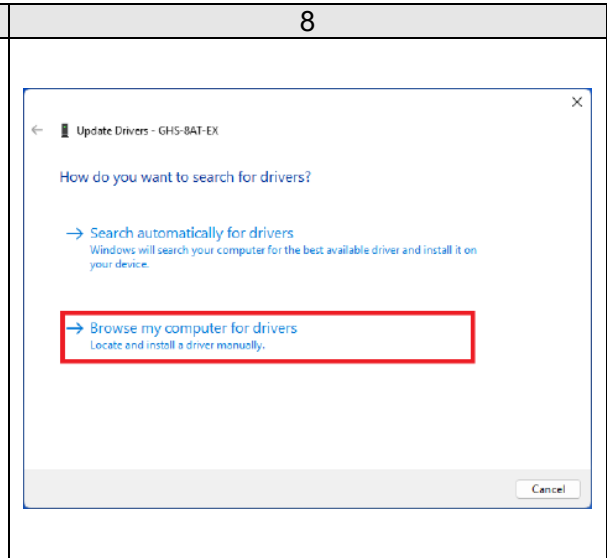 8
Update Drivers - GHS-8AT-EX
How do you want to search for drivers?
Search automatically for drivers
Windows will search your computer for the best available driver and install it on
your device.
Browse my computer for drivers
Locate and install a driver manually.
Cancel